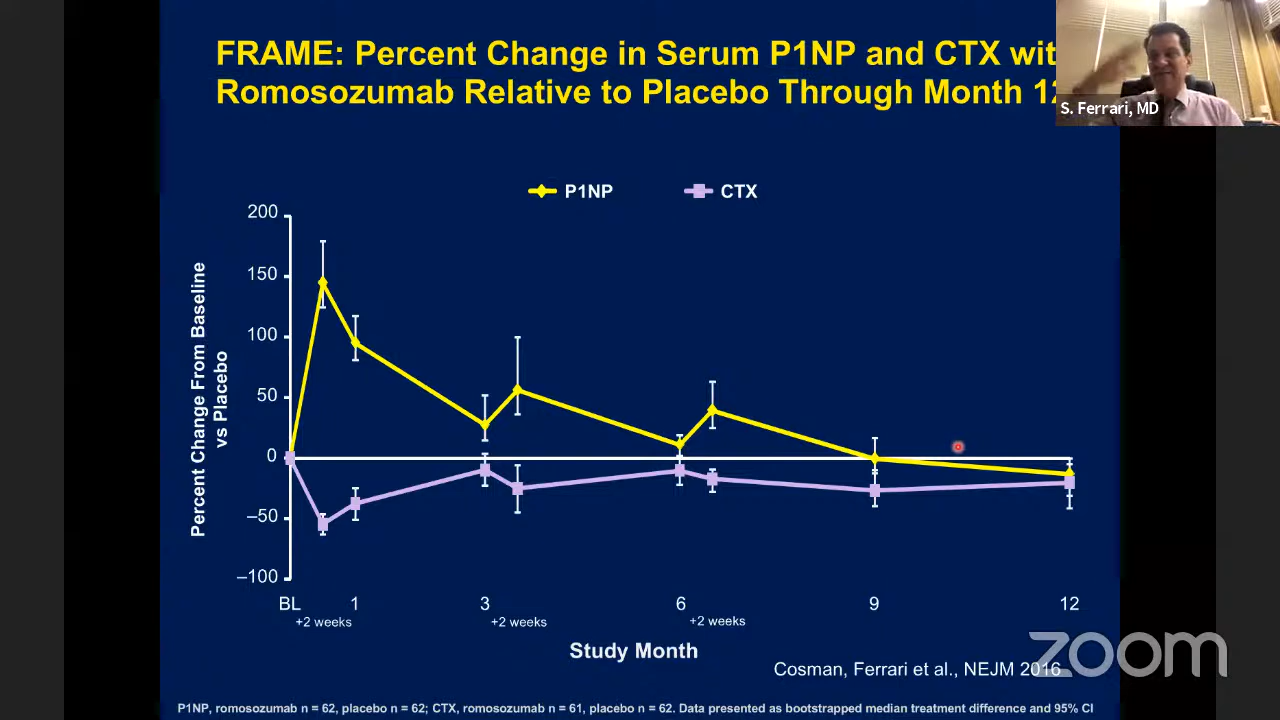 FRAME: Percent Change in Serum P1NP and CTX wit
Romosozumab Relative to Placebo Through Month 12
S. Ferrari, MD
P1NP
CTX
200
150
100
50
0
–50
–100
Percent Change From Baseline
vs Placebo
BL
1
3
6
9
12
+2 weeks
+2 weeks
+2 weeks
Study Month
zoom
Cosman, Ferrari et al., NEJM 2016
P1NP, romosozumab n = 62, placebo n = 62; CTX, romosozumab n = 61, placebo n = 62. Data presented as bootstrapped median treatment difference and 95% CI